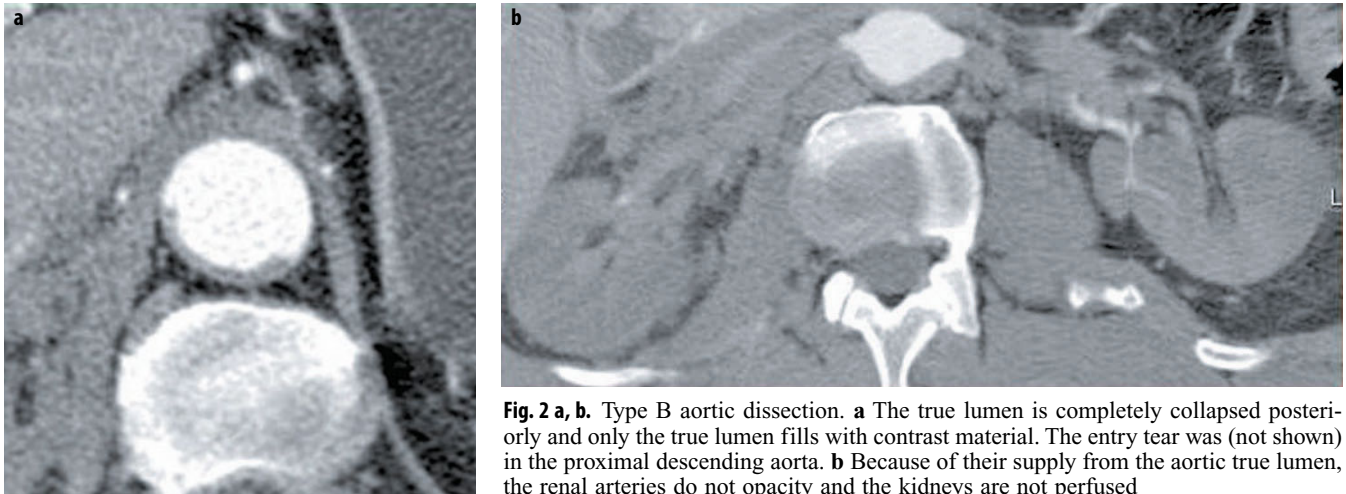 a
b
L
Fig. 2 a, b. Type B aortic dissection. a The true lumen is completely collapsed posteri-
orly and only the true lumen fills with contrast material. The entry tear was (not shown)
in the proximal descending aorta. b Because of their supply from the aortic true lumen,
the renal arteries do not opacity and the kidneys are not perfused